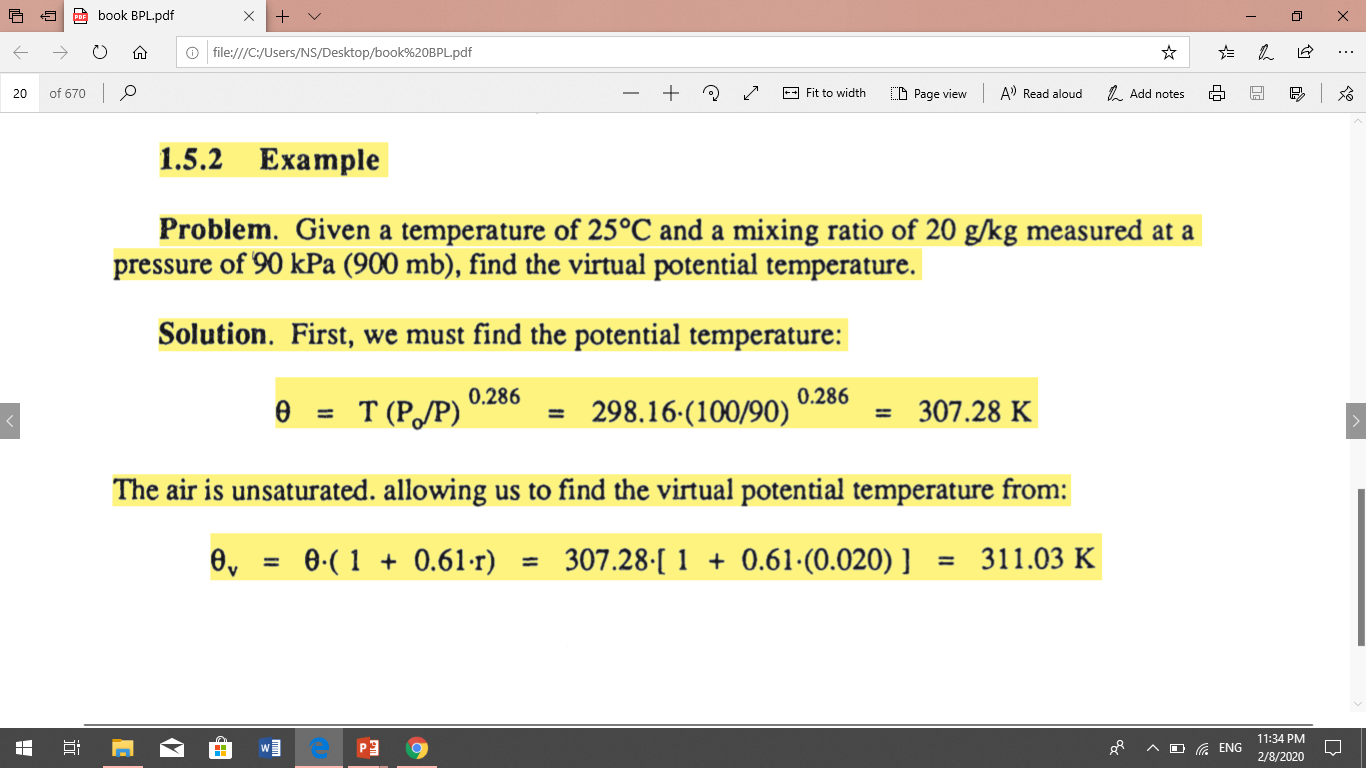 book BPL.pdf
file:///C:/Users/NS/Desktop/book%20BPL.pdf
20 of 670 Fit to width Page view Read aloud Add notes
1.5.2 Example
Problem. Given a temperature of 25°C and a mixing ratio of 20 g/kg measured at a
pressure of 90 kPa (900 mb), find the virtual potential temperature.
Solution. First, we must find the potential temperature:
θ = T (Pₒ/P)^0.286 = 298.16·(100/90)^0.286 = 307.28 K
The air is unsaturated. allowing us to find the virtual potential temperature from:
θᵥ = θ·( 1 + 0.61·r) = 307.28·[ 1 + 0.61·(0.020) ] = 311.03 K
ENG
11:34 PM
2/8/2020